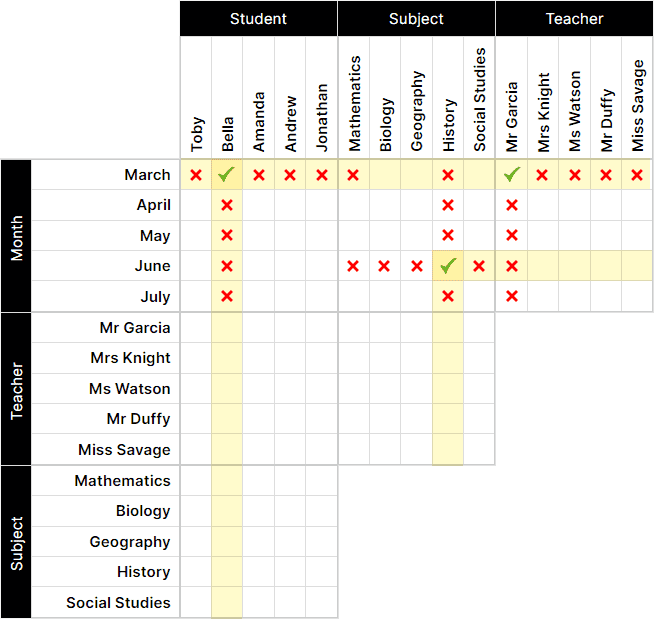 Student Subject Teacher
Toby Bella Amanda Andrew Jonathan Mathematics Biology Geography History Social Studies Mr Garcia Mrs Knight Ms Watson Mr Duffy Miss Savage
Month
March
April
May
June
July
Teacher
Mr Garcia
Mrs Knight
Ms Watson
Mr Duffy
Miss Savage
Subject
Mathematics
Biology
Geography
History
Social Studies